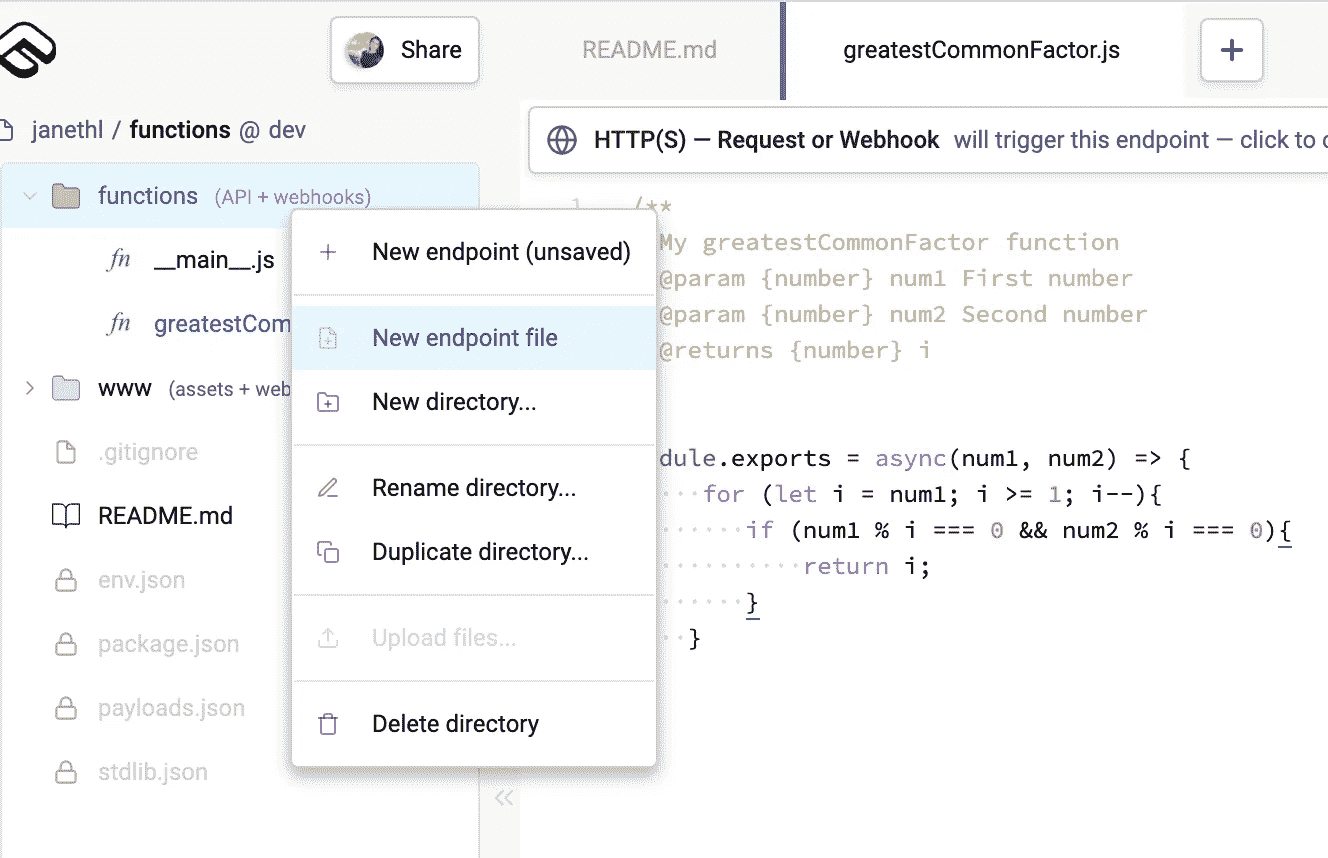 Share
README.md
greatestCommonFactor.js
+
janethl / functions @ dev
HTTP(S) — Request or Webhook will trigger this endpoint — click to
functions (API + webhooks)
fn __main__.js
fn greatestCom
www (assets + web
.gitignore
README.md
env.json
package.json
payloads.json
stdlib.json
+ New endpoint (unsaved)
New endpoint file
New directory...
Rename directory...
Duplicate directory...
Upload files...
Delete directory
1 /**
My greatestCommonFactor function
@param {number} num1 First number
@param {number} num2 Second number
@returns {number} i
dule.exports = async(num1, num2) => {
for (let i = num1; i >= 1; i--){
if (num1 % i === 0 && num2 % i === 0){
return i;
}
}